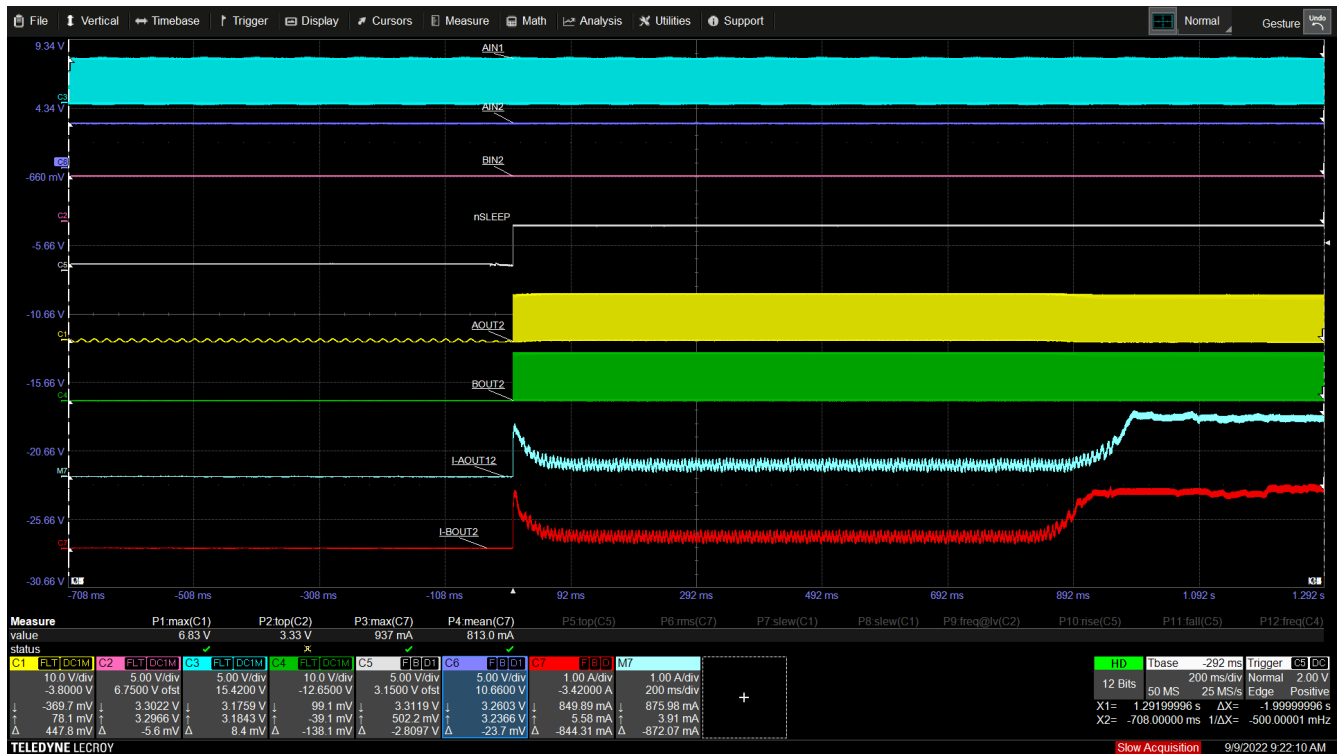 File Vertical Timebase Trigger Display Cursors Measure Math Analysis Utilities Support Normal Gesture Undo
9.34 V
AIN1
C3
4.34 V
AIN2
C6
BIN2
-660 mV
C2
nSLEEP
-5.66 V
C5
-10.66 V
AOUT2
C1
-15.66 V
BOUT2
C4
-20.66 V
I-AOUT12
M7
-25.66 V
I-BOUT2
C7
-30.66 V
-708 ms -508 ms -308 ms -108 ms 92 ms 292 ms 492 ms 692 ms 892 ms 1.092 s 1.292 s
Measure P1:max(C1) P2:top(C2) P3:max(C7) P4:mean(C7) P5:top(C5) P6:rms(C7) P7:slew(C1) P8:slew(C1) P9:freq@lv(C2) P10:rise(C7) P11:fall(C5) P12:freq(C4)
value 6.83 V 3.33 V 937 mA 813.0 mA
status
C1 FLT DC1M C2 FLT DC1M C3 FLT DC1M C4 FLT DC1M C5 F B D1 C6 F B D1 C7 F B D M7 HD Tbase -292 ms Trigger C5 DC
10.0 V/div 5.00 V/div 5.00 V/div 10.0 V/div 5.00 V/div 5.00 V/div 1.00 A/div 1.00 A/div 12 Bits 200 ms/div Normal 2.00 V
-3.8000 V 6.7500 V ofst 15.4200 V -12.6500 V 3.1500 V ofst 10.6600 V -3.42000 A 200 ms/div 50 MS 25 MS/s Edge Positive
↓ -369.7 mV ↓ 3.3022 V ↓ 3.1759 V ↓ 99.1 mV ↓ 3.3119 V ↓ 3.2603 V ↓ 849.89 mA ↓ 875.98 mA X1= 1.29199996 s ΔX= -1.99999996 s
↑ 78.1 mV ↑ 3.2966 V ↑ 3.1843 V ↑ -39.1 mV ↑ 502.2 mV ↑ 3.2366 V ↑ 5.58 mA ↑ 3.91 mA X2= -708.00000 ms 1/ΔX= -500.00001 mHz
Δ 447.8 mV Δ -5.6 mV Δ 8.4 mV Δ -138.1 mV Δ -2.8097 V Δ -23.7 mV Δ -844.31 mA Δ -872.07 mA
TELEDYNE LECROY Slow Acquisition 9/9/2022 9:22:10 AM